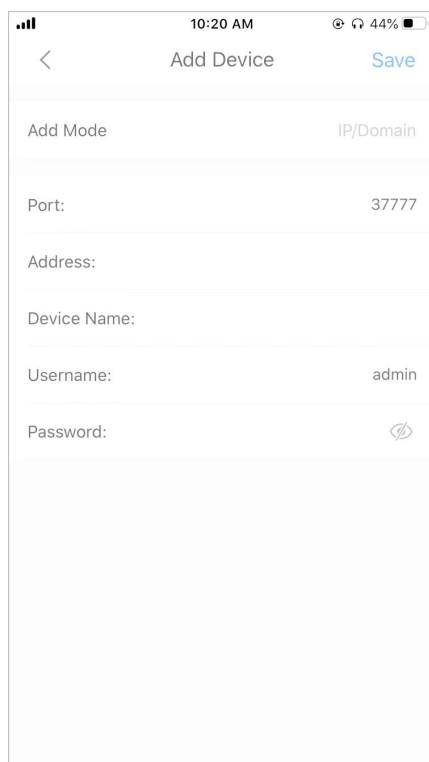 10:20 AM 44%
Add Device Save
Add Mode IP/Domain
Port: 37777
Address:
Device Name:
Username: admin
Password: